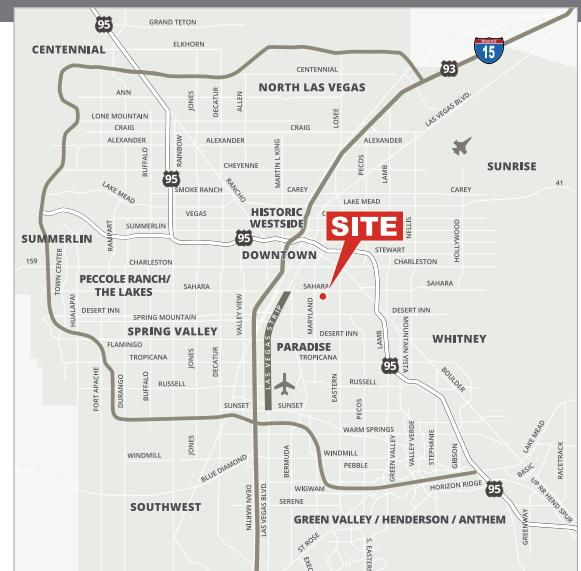 95
GRAND TETON
CENTENNIAL
ELKHORN
INTERSTATE
15
93
CENTENNIAL
ANN
JONES
DECATUR
ALLEN
NORTH LAS VEGAS
LAS VEGAS BLVD.
LONE MOUNTAIN
CRAIG
CRAIG
LOSEE
ALEXANDER
BUFFALO
RAINBOW
ALEXANDER
MARTIN L KING
ALEXANDER
CHEYENNE
PECOS
LAMB
SUNRISE
95
LAKE MEAD
SMOKE RANCH
RANCHO
CAREY
CAREY
41
LAKE MEAD
VEGAS
HISTORIC
WESTSIDE
SITE
NELLIS
HOLLYWOOD
SUMMERLIN
RAMPART
SUMMERLIN
95
DOWNTOWN
STEWART
159
TOWN CENTER
CHARLESTON
CHARLESTON
PECCOLE RANCH/
THE LAKES
SAHARA
SAHARA
SAHARA
HUALAPAI
DESERT INN
SPRING MOUNTAIN
VALLEY VIEW
LAS VEGAS STRIP
MARYLAND
DESERT INN
SPRING VALLEY
DESERT INN
LAMB
MOUNTAIN VISTA
WHITNEY
FLAMINGO
PARADISE
TROPICANA
TROPICANA
JONES
DECATUR
95
BOULDER
FORT APACHE
DURANGO
BUFFALO
RUSSELL
EASTERN
RUSSELL
PECOS
SUNSET
SUNSET
WARM SPRINGS
GREEN VALLEY
VALLEY VERDE
STEPHANIE
GIBSON
LAKE MEAD
RACETRACK
WINDMILL
JONES
BLUE DIAMOND
BERMUDA
WINDMILL
PEBBLE
BASIC
HORIZON RIDGE
95
UP RR HEND SPUR
DEAN MARTIN
LAS VEGAS BLVD.
WIGWAM
SERENE
SOUTHWEST
GREEN VALLEY / HENDERSON / ANTHEM
GREENWAY
ST ROSE
S. EASTERN